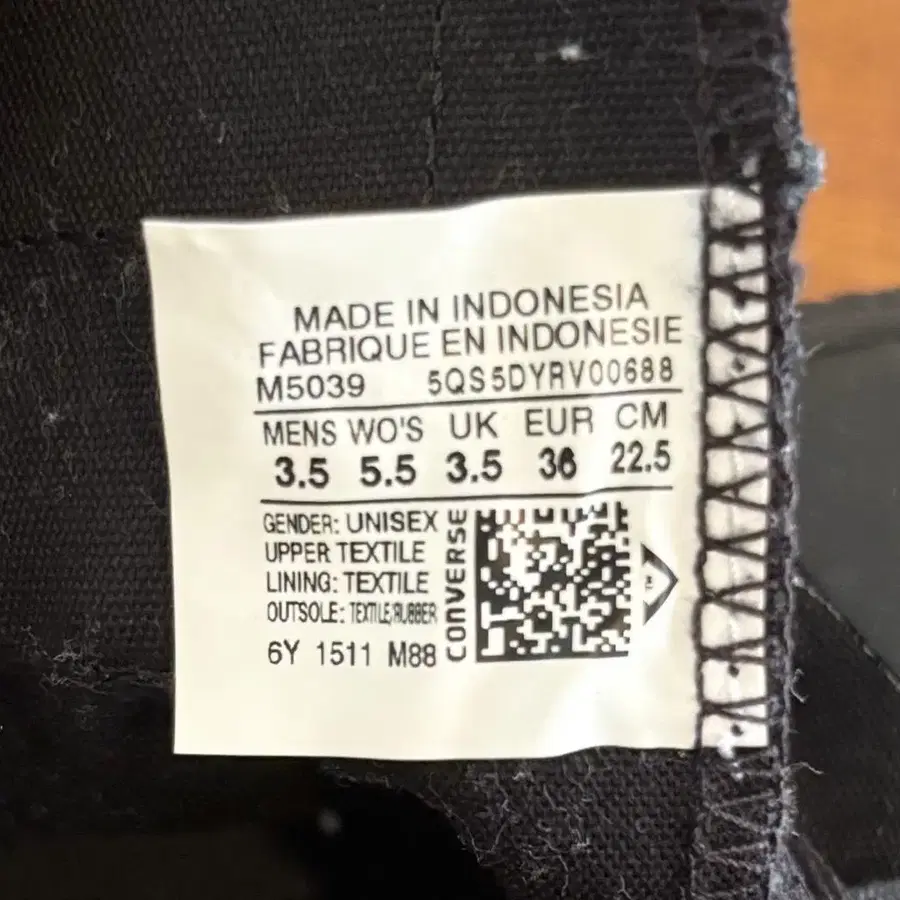 MADE IN INDONESIA
FABRIQUE EN INDONESIE
M5039 5QS5DYRV00688
MENS WO'S UK EUR CM
3.5 5.5 3.5 36 22.5
GENDER: UNISEX
UPPER TEXTILE
LINING: TEXTILE
OUTSOLE: TEXTILE/RUBBER
6Y 1511 M88
CONVERSE